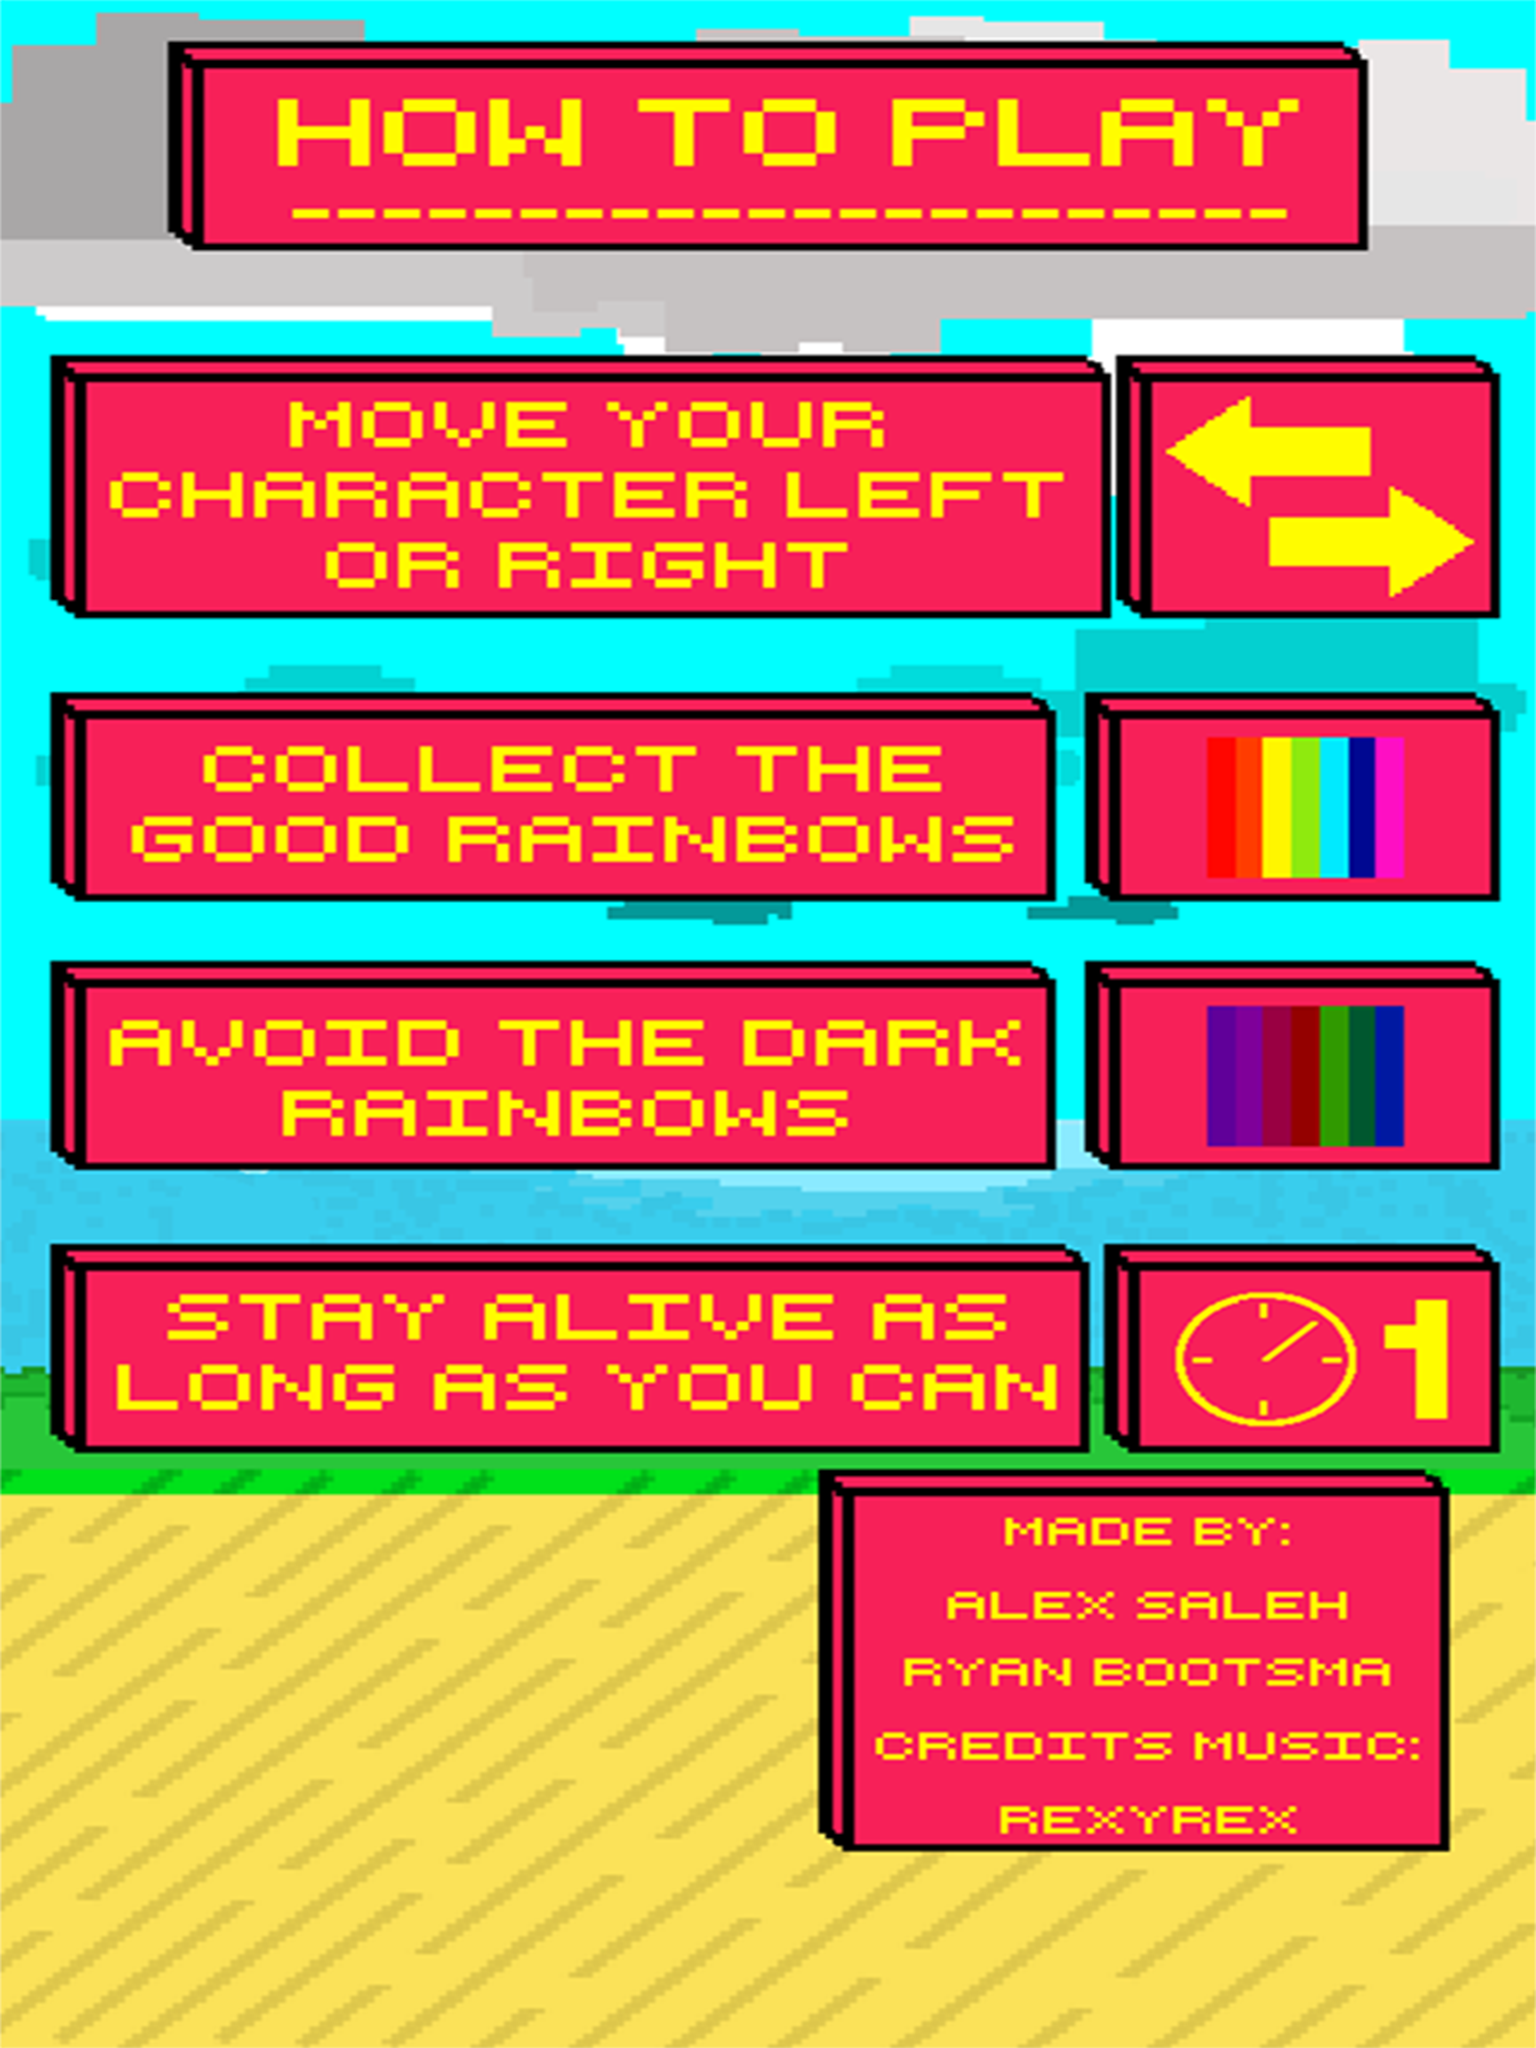 HOW TO PLAY
----------------------
MOVE YOUR
CHARACTER LEFT
OR RIGHT
COLLECT THE
GOOD RAINBOWS
AVOID THE DARK
RAINBOWS
STAY ALIVE AS
LONG AS YOU CAN
1
MADE BY:
ALEX SALEH
RYAN BOOTSMA
CREDITS MUSIC:
REXYREX